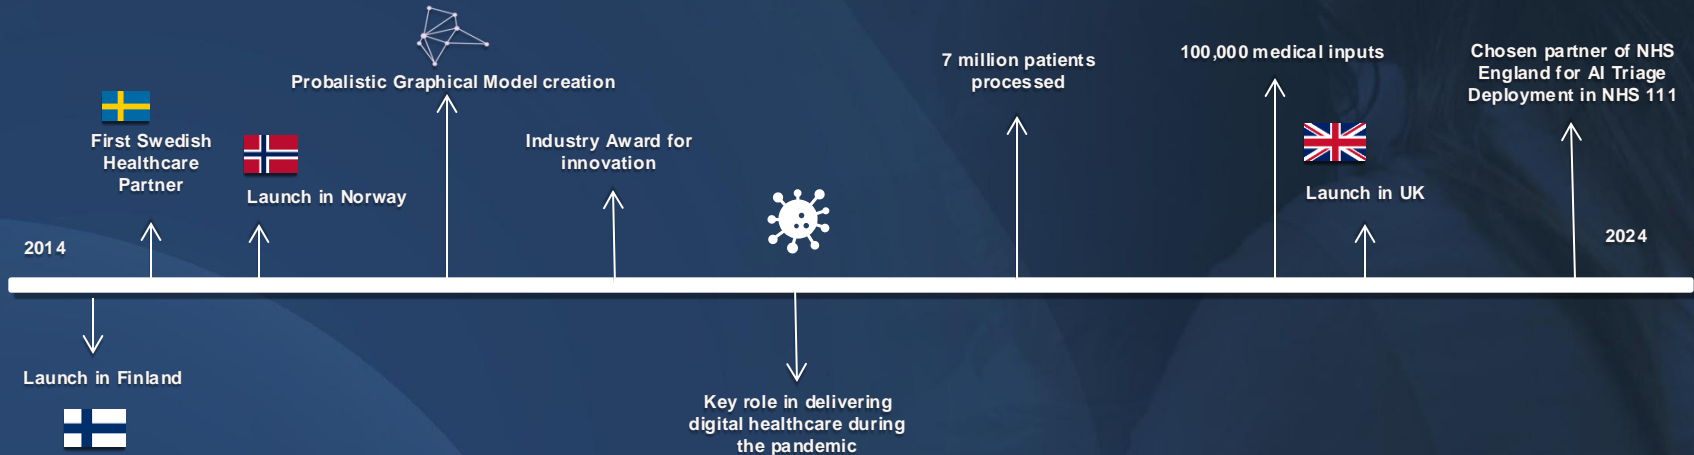 2014
Launch in Finland
First Swedish
Healthcare
Partner
Launch in Norway
Probalistic Graphical Model creation
Industry Award for
innovation
Key role in delivering
digital healthcare during
the pandemic
7 million patients
processed
100,000 medical inputs
Launch in UK
Chosen partner of NHS
England for AI Triage
Deployment in NHS 111
2024